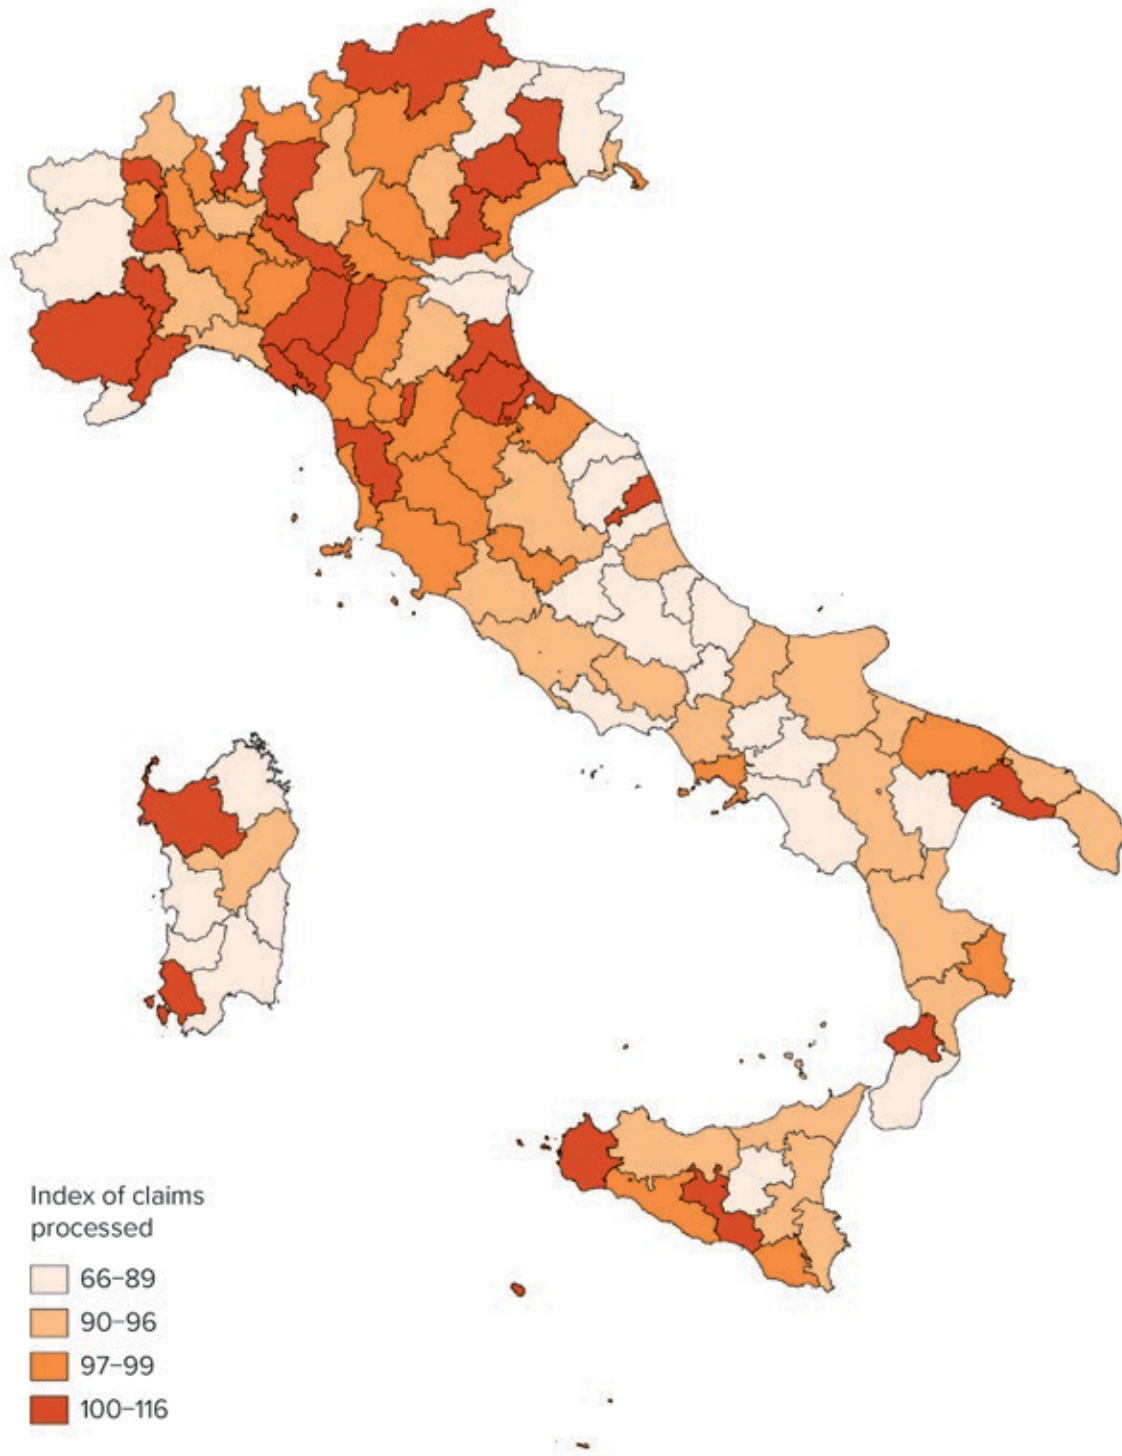 Index of claims
processed
66–89
90–96
97–99
100–116